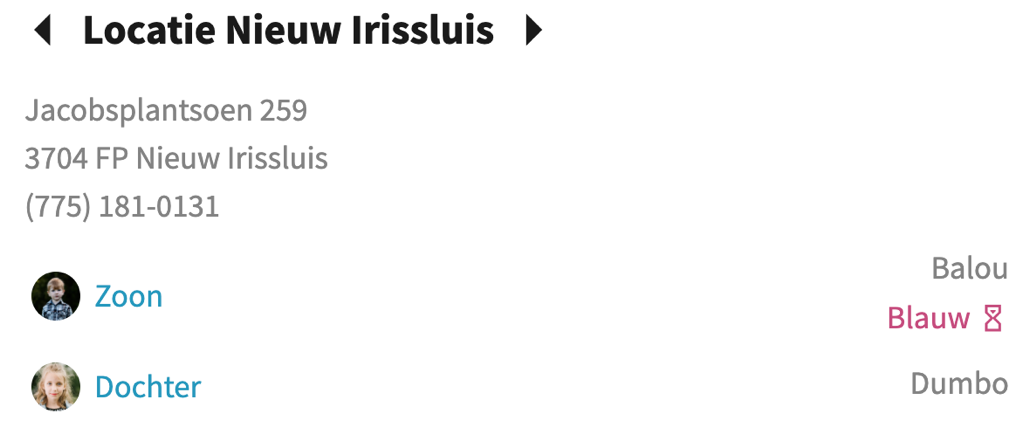 Locatie Nieuw Irissluis
Jacobsplantsoen 259
3704 FP Nieuw Irissluis
(775) 181-0131
Zoon
Balou
Blauw
Dochter
Dumbo